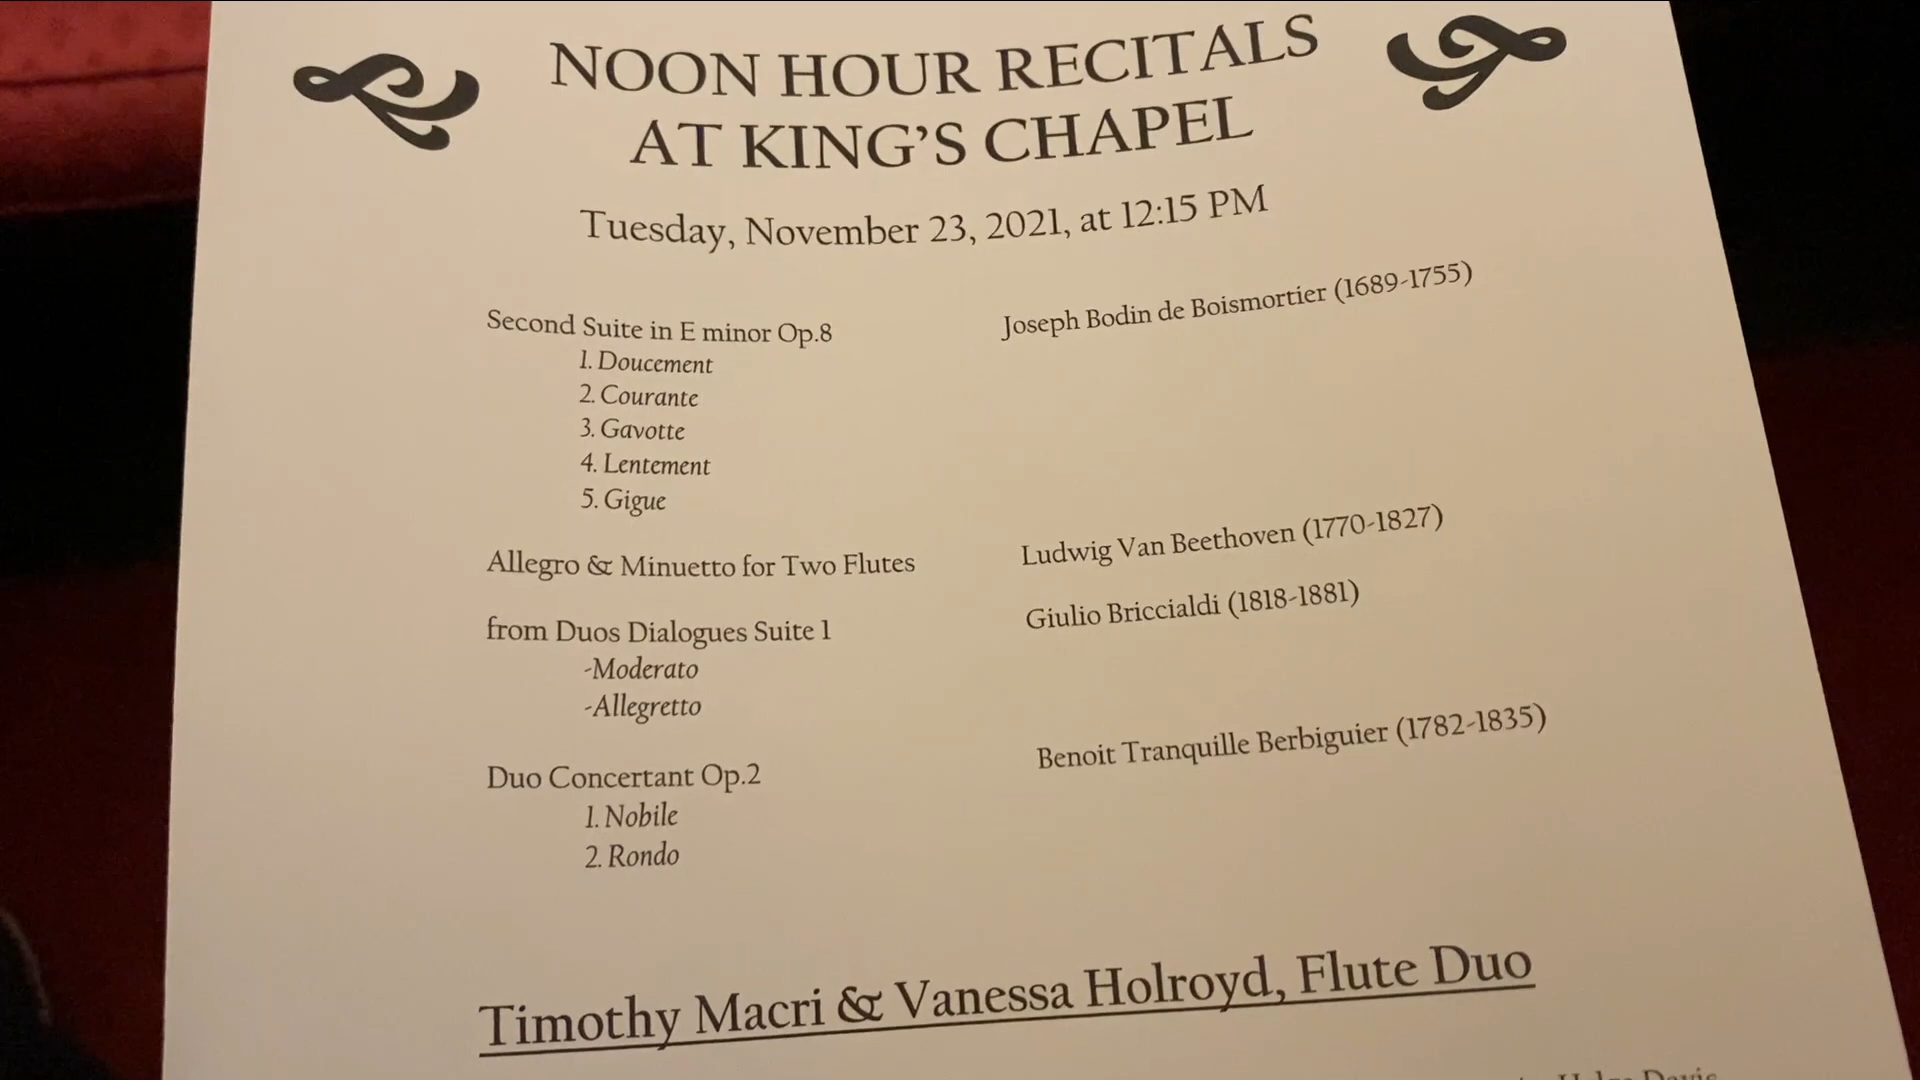 NOON HOUR RECITALS
AT KING'S CHAPEL
Tuesday, November 23, 2021, at 12:15 PM
Second Suite in E minor Op.8 Joseph Bodin de Boismortier (1689-1755)
1. Doucement
2. Courante
3. Gavotte
4. Lentement
5. Gigue
Allegro & Minuetto for Two Flutes Ludwig Van Beethoven (1770-1827)
from Duos Dialogues Suite 1 Giulio Briccialdi (1818-1881)
-Moderato
-Allegretto
Duo Concertant Op.2 Benoit Tranquille Berbiguier (1782-1835)
1. Nobile
2. Rondo
Timothy Macri & Vanessa Holroyd, Flute Duo